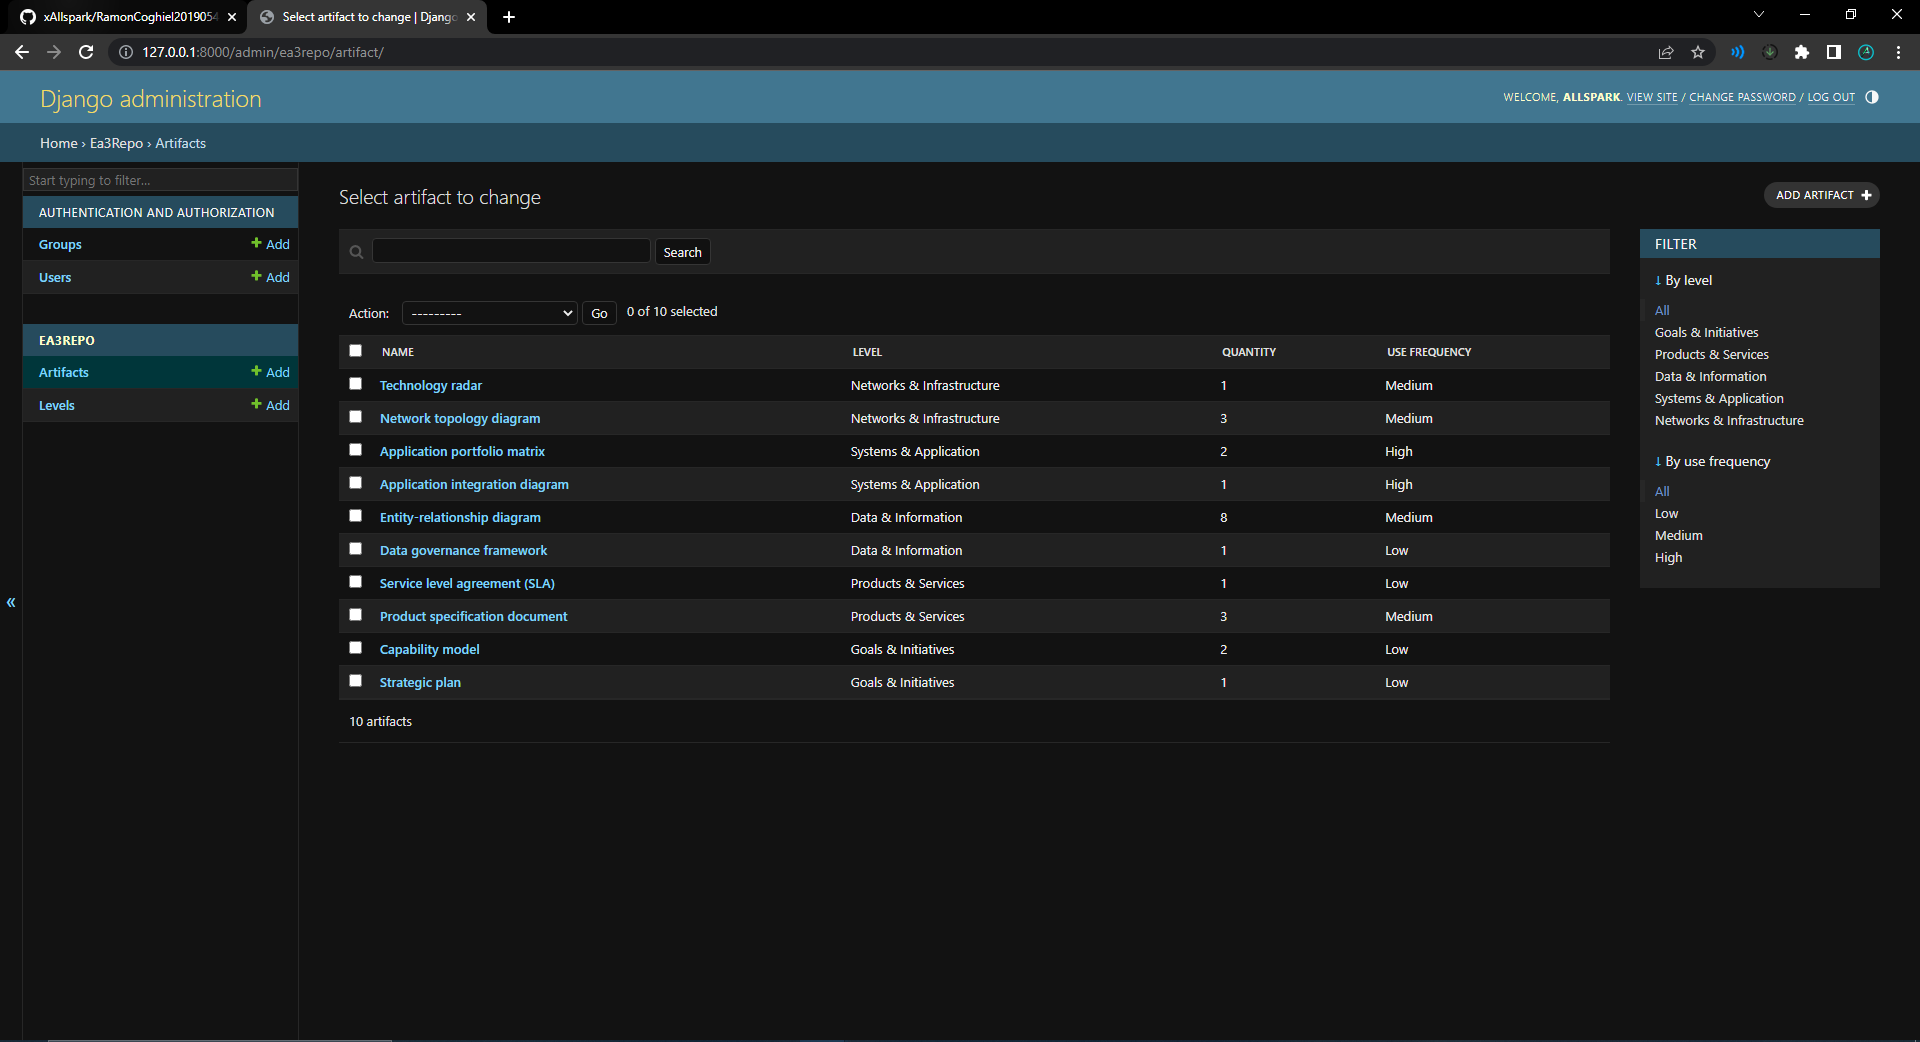 xAllspark/RamonCoghiel201905
Select artifact to change | Django
127.0.0.1:8000/admin/ea3repo/artifact/
Django administration
WELCOME, ALLSPARK. VIEW SITE / CHANGE PASSWORD / LOG OUT
Home › Ea3Repo › Artifacts
Start typing to filter...
AUTHENTICATION AND AUTHORIZATION
Groups + Add
Users + Add
EA3REPO
Artifacts + Add
Levels + Add
«
Select artifact to change
ADD ARTIFACT +
Search
Action: --------- Go 0 of 10 selected
NAME LEVEL QUANTITY USE FREQUENCY
Technology radar Networks & Infrastructure 1 Medium
Network topology diagram Networks & Infrastructure 3 Medium
Application portfolio matrix Systems & Application 2 High
Application integration diagram Systems & Application 1 High
Entity-relationship diagram Data & Information 8 Medium
Data governance framework Data & Information 1 Low
Service level agreement (SLA) Products & Services 1 Low
Product specification document Products & Services 3 Medium
Capability model Goals & Initiatives 2 Low
Strategic plan Goals & Initiatives 1 Low
10 artifacts
FILTER
↓ By level
All
Goals & Initiatives
Products & Services
Data & Information
Systems & Application
Networks & Infrastructure
↓ By use frequency
All
Low
Medium
High